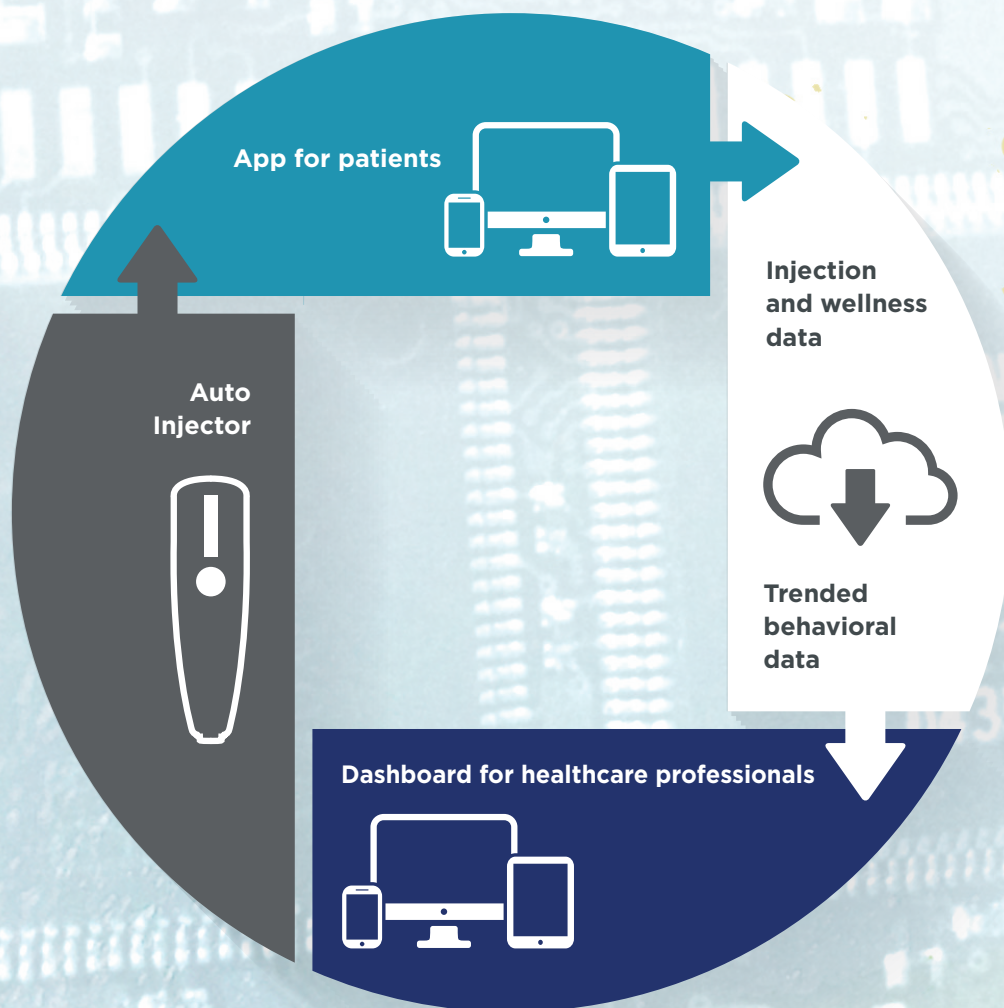 App for patients
Injection
and wellness
data
Auto
Injector
Trended
behavioral
data
Dashboard for healthcare professionals